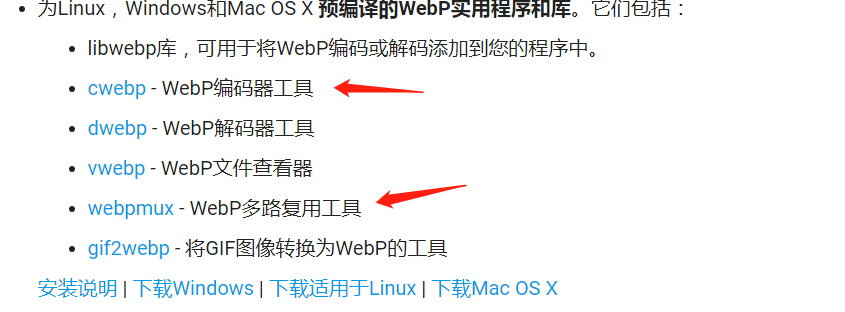 为Linux，Windows和Mac OS X 预编译的WebP实用程序和库。它们包括：
libwebp库，可用于将WebP编码或解码添加到您的程序中。
cwebp - WebP编码器工具
dwebp - WebP解码器工具
vwebp - WebP文件查看器
webpmux - WebP多路复用工具
gif2webp - 将GIF图像转换为WebP的工具
安装说明 | 下载Windows | 下载适用于Linux | 下载Mac OS X